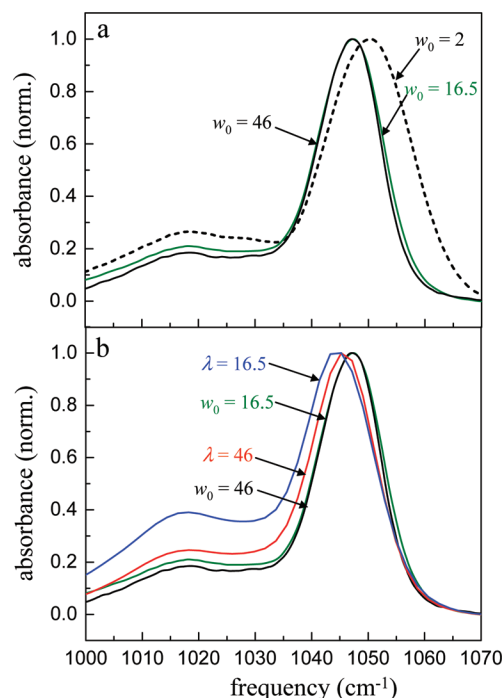 a
w₀ = 2
w₀ = 16.5
w₀ = 46
absorbance (norm.)
1.0
0.8
0.6
0.4
0.2
0.0
b
λ = 16.5
w₀ = 16.5
λ = 46
w₀ = 46
absorbance (norm.)
1.0
0.8
0.6
0.4
0.2
0.0
1000 1010 1020 1030 1040 1050 1060 1070
frequency (cm⁻¹)